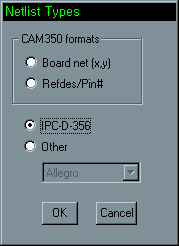 Netlist Types
CAM350 formats
Board net (x,y)
Refdes/Pin#
IPC-D-356
Other
Allegro
OK
Cancel